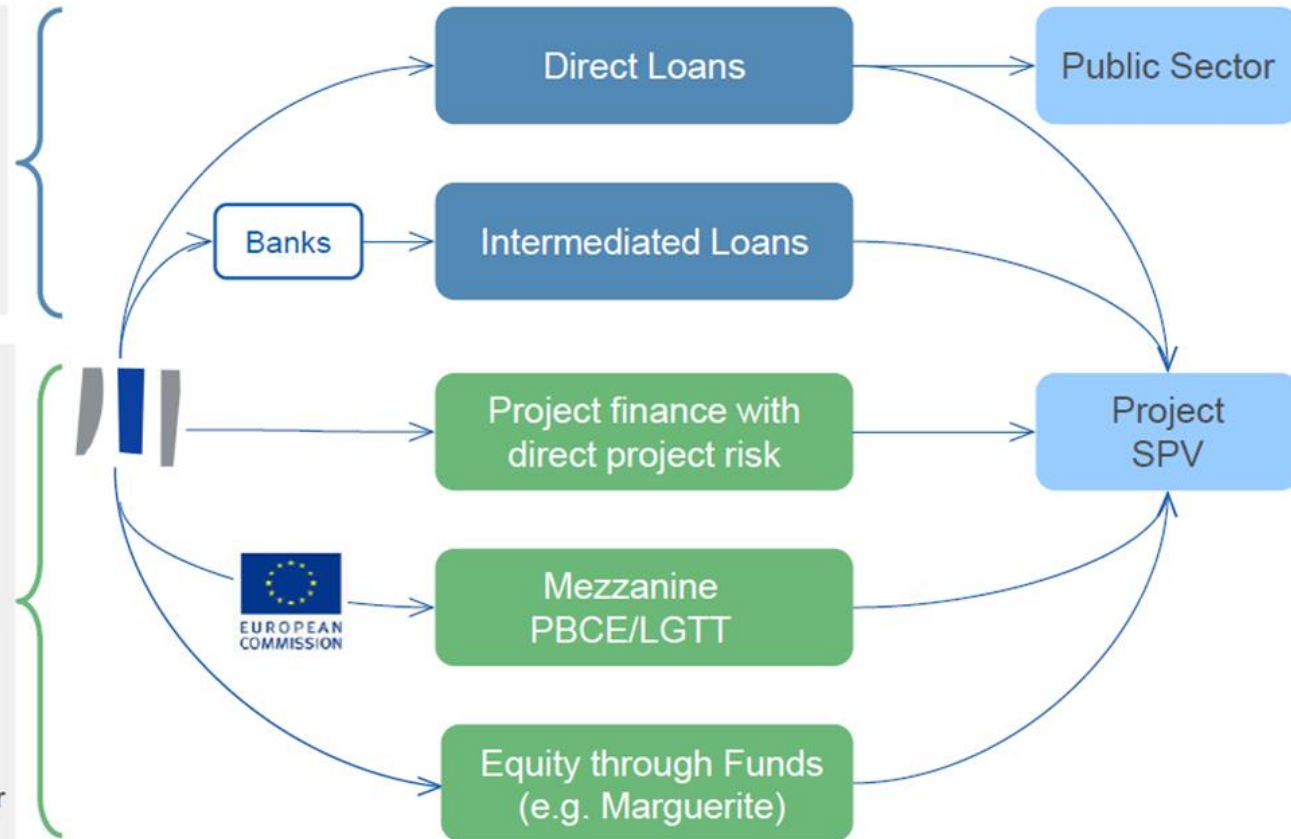 Direct Loans
Public Sector
Banks
Intermediated Loans
Project finance with
direct project risk
Project
SPV
EUROPEAN
COMMISSION
Mezzanine
PBCE/LGTT
Equity through Funds
(e.g. Marguerite)